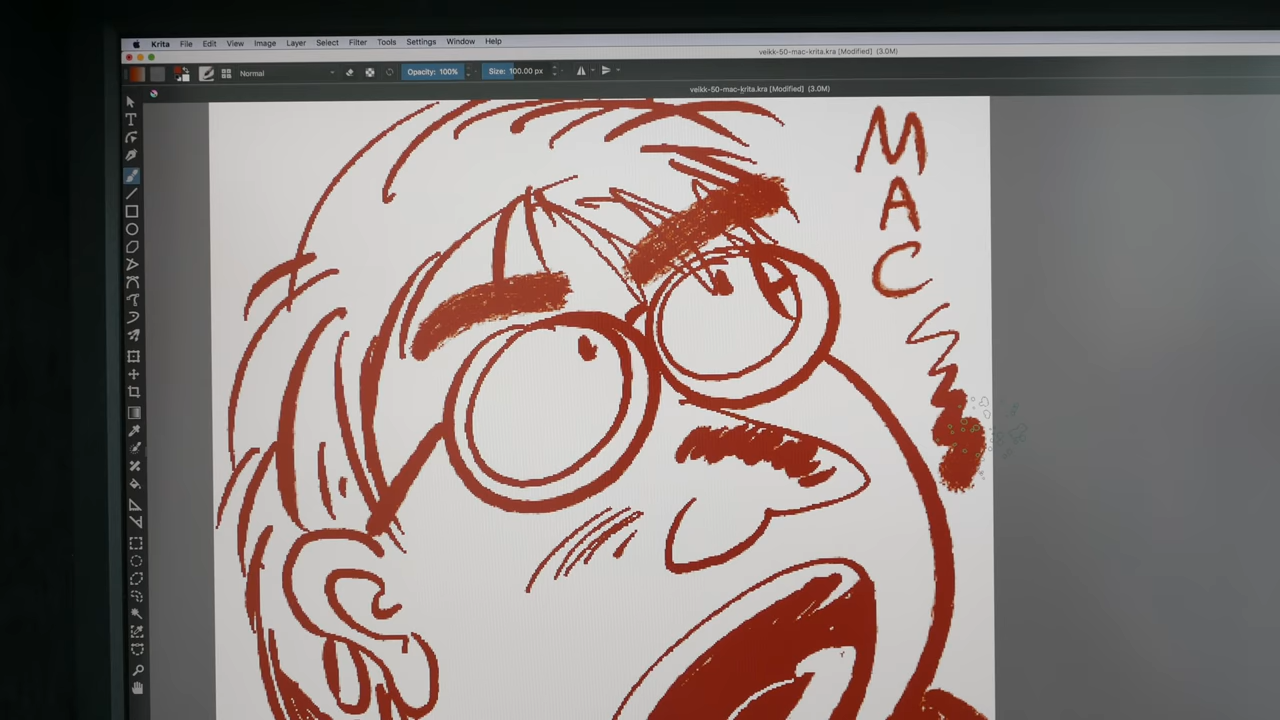 Krita File Edit View Image Layer Select Filter Tools Settings Window Help
veikk-50-mac-krita.kra [Modified] (3.0M)
Normal Opacity: 100% Size: 100.00 px
veikk-50-mac-krita.kra [Modified] (3.0M)
M
A
C